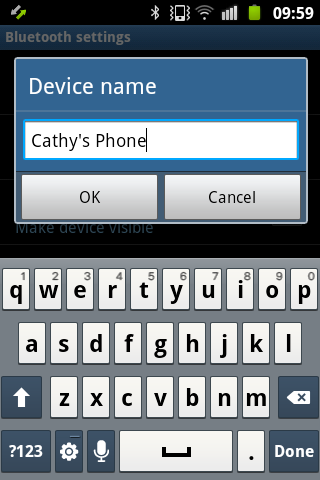 09:59
Bluetooth settings
Device name
Cathy's Phone
OK Cancel
Make device visible
1 2 3 4 5 6 7 8 9 0
q w e r t y u i o p
a s d f g h j k l
z x c v b n m
?123 . Done